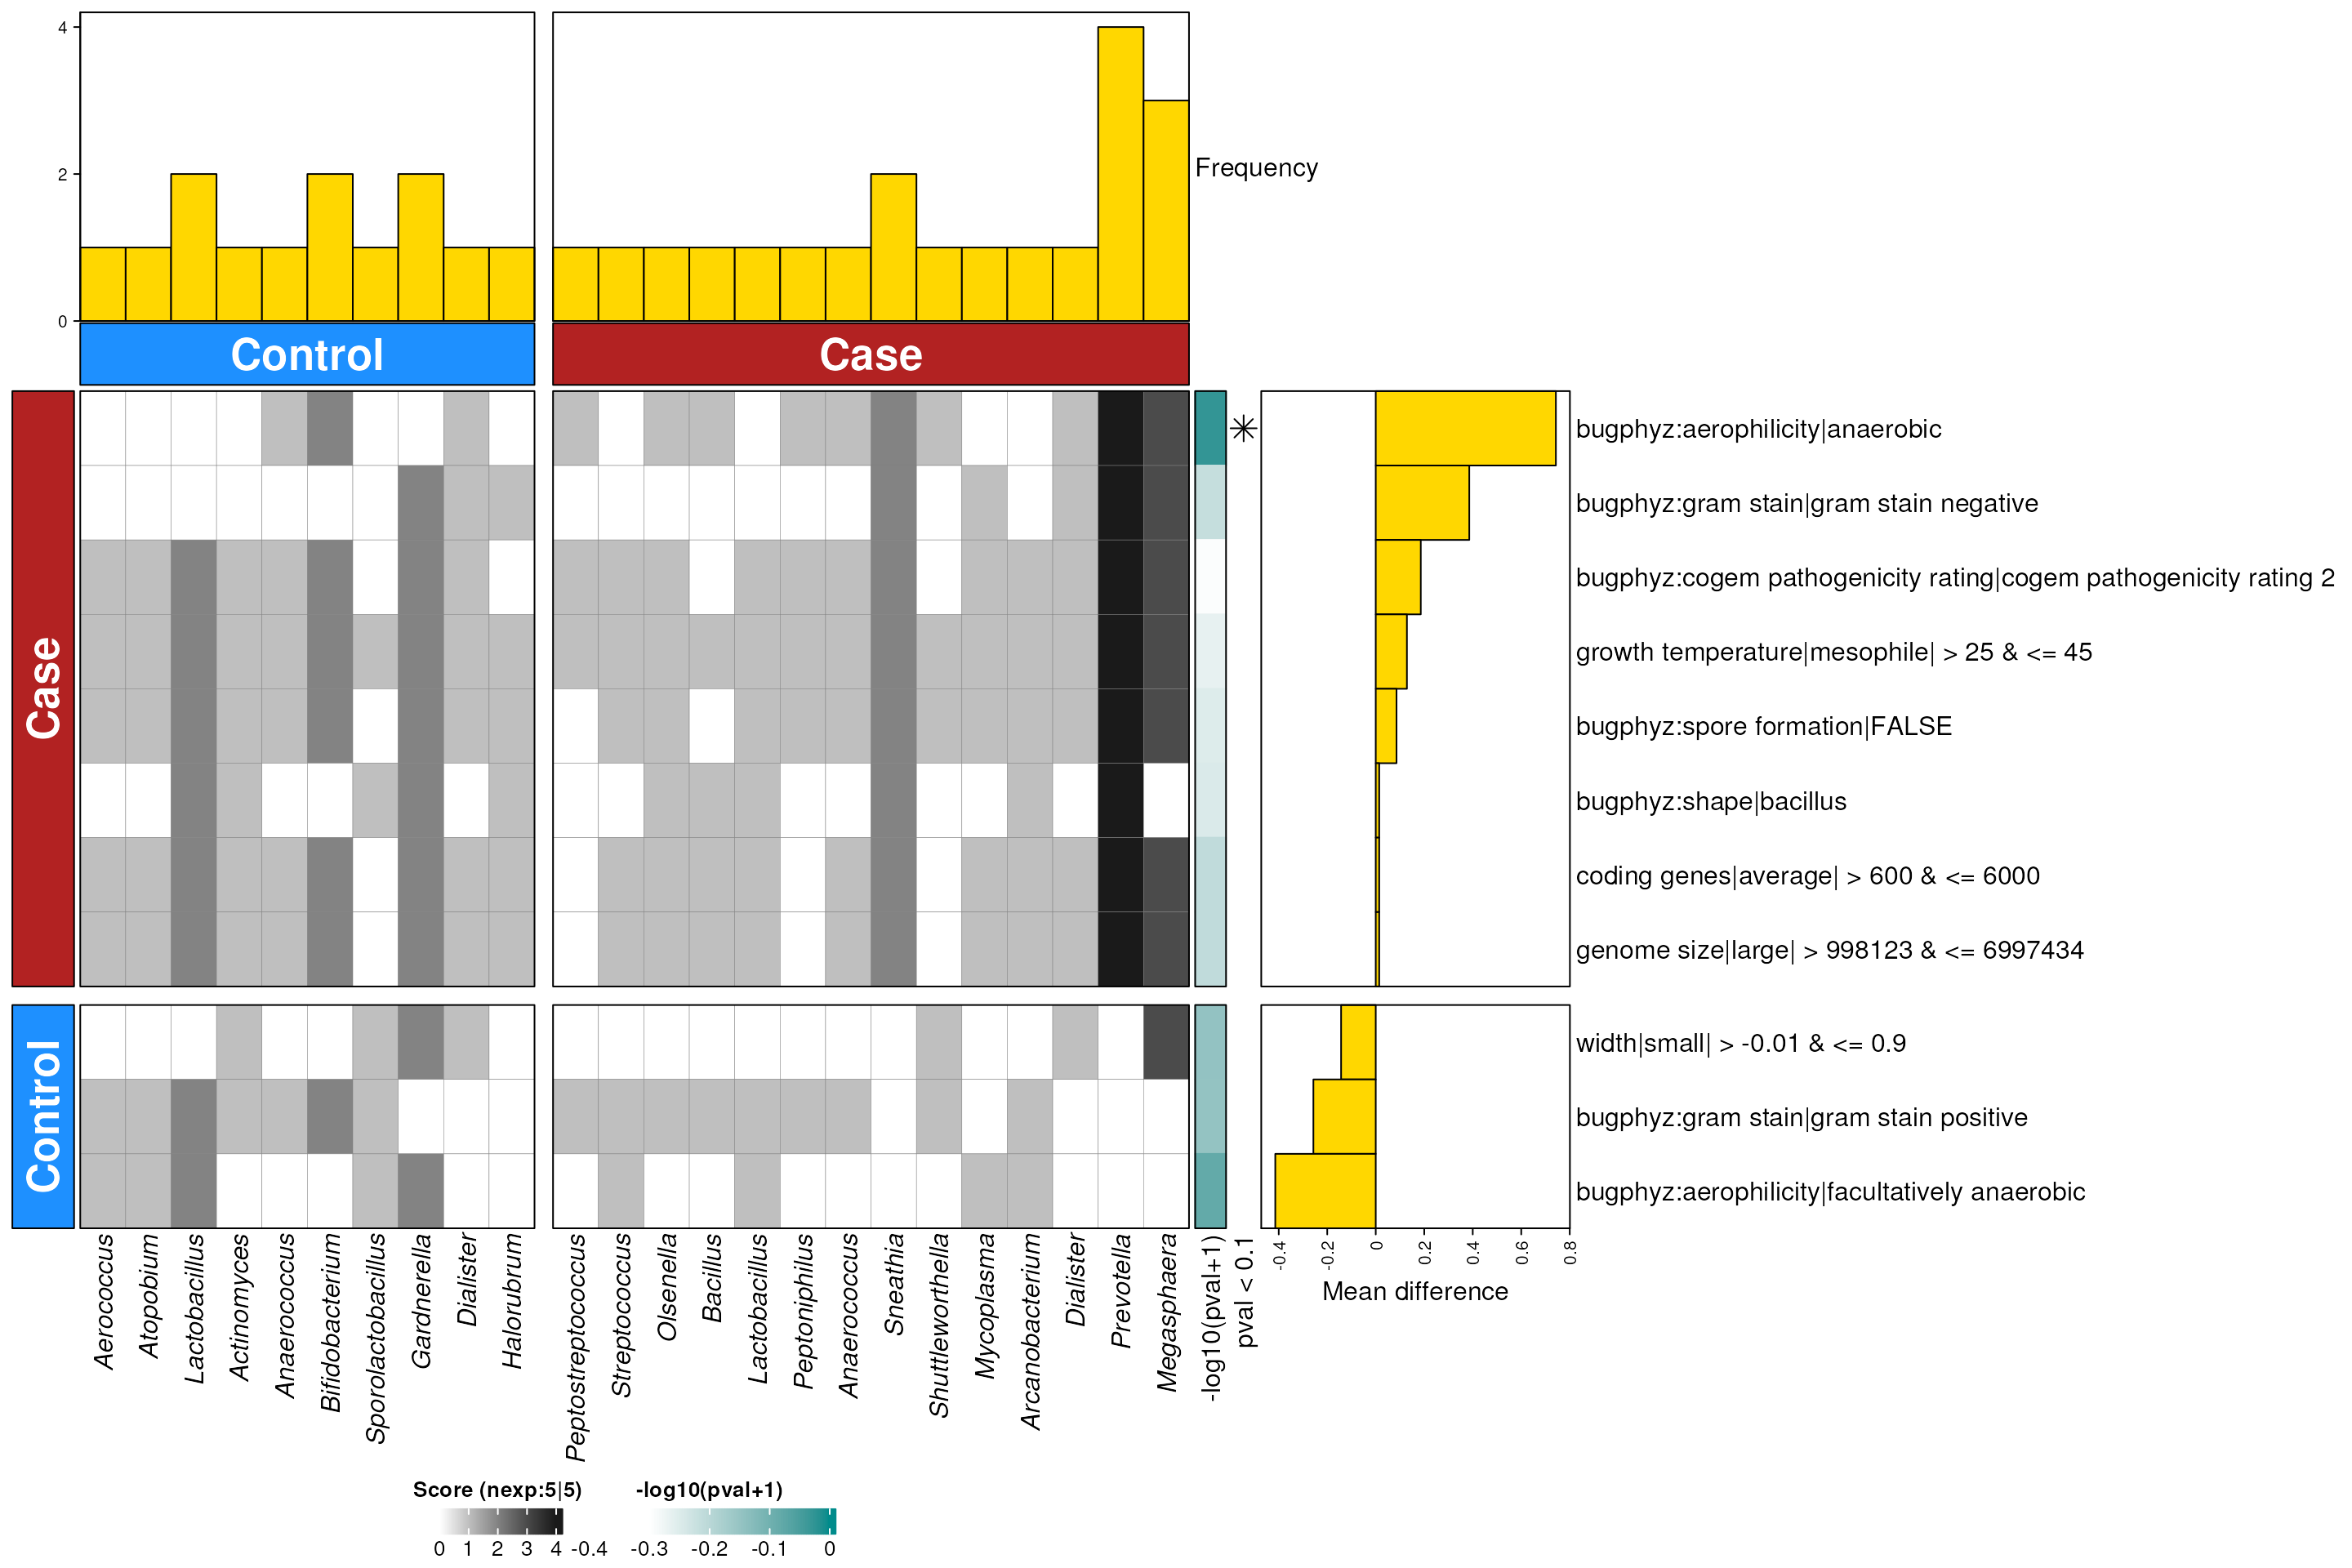 4
2
0
Frequency
Control
Case
Case
Control
bugphyz:aerophilicity|anaerobic
bugphyz:gram stain|gram stain negative
bugphyz:cogem pathogenicity rating|cogem pathogenicity rating 2
growth temperature|mesophile| > 25 & <= 45
bugphyz:spore formation|FALSE
bugphyz:shape|bacillus
coding genes|average| > 600 & <= 6000
genome size|large| > 998123 & <= 6997434
width|small| > -0.01 & <= 0.9
bugphyz:gram stain|gram stain positive
bugphyz:aerophilicity|facultatively anaerobic
Aerococcus
Atopobium
Lactobacillus
Actinomyces
Anaerococcus
Bifidobacterium
Sporolactobacillus
Gardnerella
Dialister
Halorubrum
Peptostreptococcus
Streptococcus
Olsenella
Bacillus
Lactobacillus
Peptoniphilus
Anaerococcus
Sneathia
Shuttleworthella
Mycoplasma
Arcanobacterium
Dialister
Prevotella
Megasphaera
-log10(pval+1)
pval < 0.1
-0.4
-0.2
0
0.2
0.4
0.6
0.8
Mean difference
Score (nexp:5|5)
0 1 2 3 4
-log10(pval+1)
-0.4 -0.3 -0.2 -0.1 0